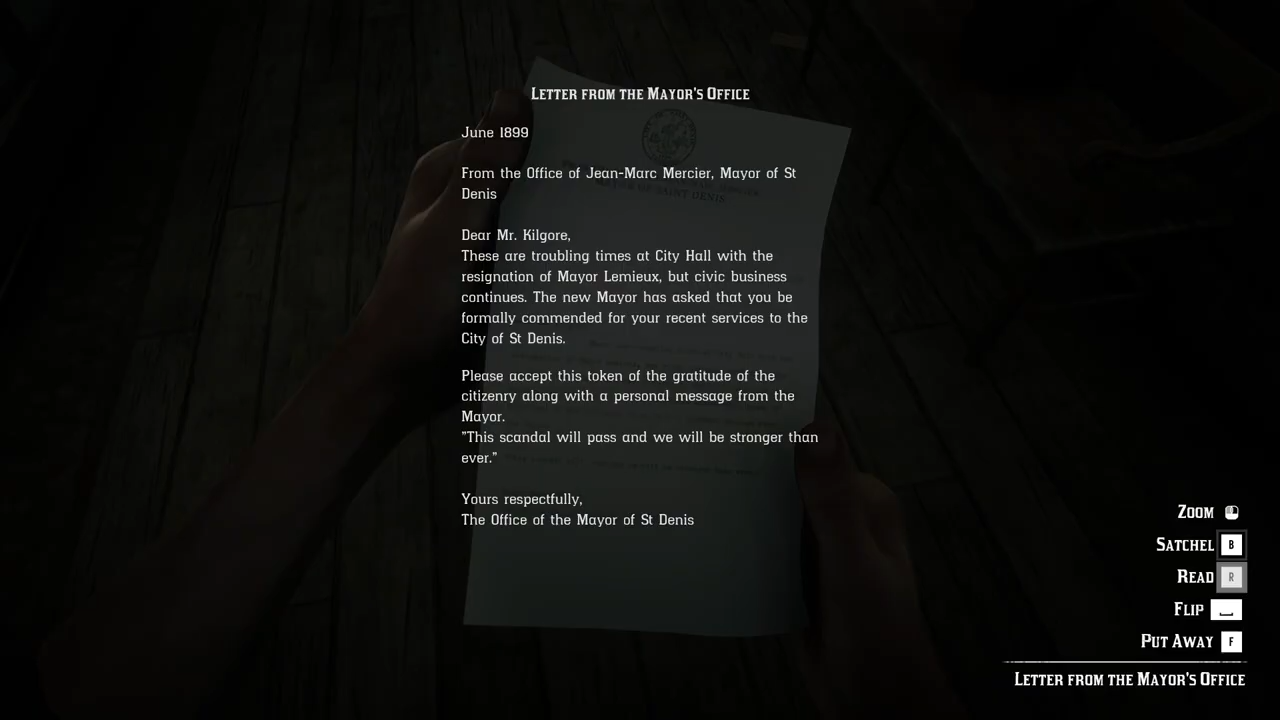 Letter from the Mayor's Office
June 1899
From the Office of Jean-Marc Mercier, Mayor of St
Denis
Dear Mr. Kilgore,
These are troubling times at City Hall with the
resignation of Mayor Lemieux, but civic business
continues. The new Mayor has asked that you be
formally commended for your recent services to the
City of St Denis.
Please accept this token of the gratitude of the
citizenry along with a personal message from the
Mayor.
"This scandal will pass and we will be stronger than
ever."
Yours respectfully,
The Office of the Mayor of St Denis
MAYOR OF SAINT DENIS
Zoom
Satchel B
Read R
Flip
Put Away F
Letter from the Mayor's Office